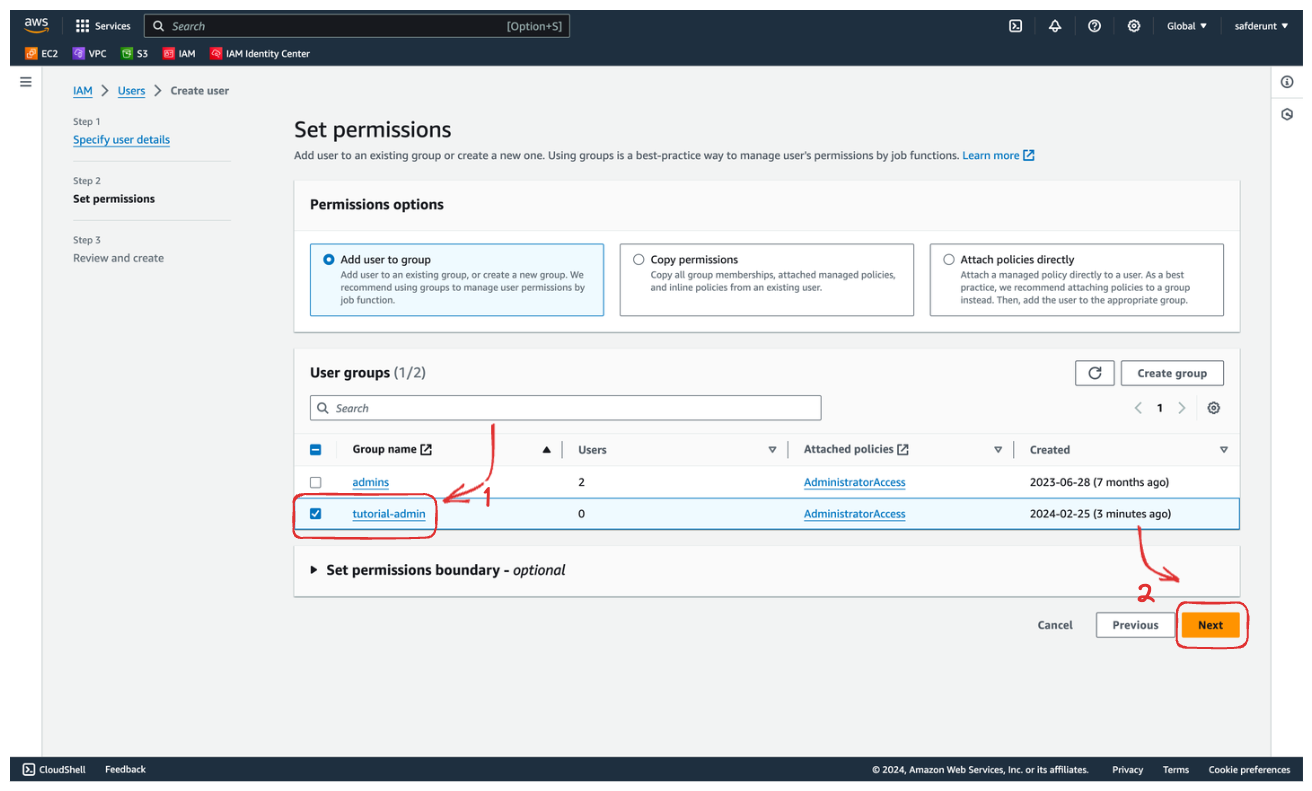 aws
Services
Search
[Option+S]
Global ▼
safderunt ▼
EC2
VPC
S3
IAM
IAM Identity Center
IAM > Users > Create user
Step 1
Specify user details
Step 2
Set permissions
Step 3
Review and create
Set permissions
Add user to an existing group or create a new one. Using groups is a best-practice way to manage user's permissions by job functions. Learn more
Permissions options
Add user to group
Add user to an existing group, or create a new group. We
recommend using groups to manage user permissions by
job function.
Copy permissions
Copy all group memberships, attached managed policies,
and inline policies from an existing user.
Attach policies directly
Attach a managed policy directly to a user. As a best
practice, we recommend attaching policies to a group
instead. Then, add the user to the appropriate group.
User groups (1/2)
Create group
Search
< 1 >
Group name
Users
Attached policies
Created
admins
2
AdministratorAccess
2023-06-28 (7 months ago)
1
tutorial-admin
0
AdministratorAccess
2024-02-25 (3 minutes ago)
Set permissions boundary - optional
2
Cancel
Previous
Next
CloudShell
Feedback
© 2024, Amazon Web Services, Inc. or its affiliates.
Privacy
Terms
Cookie preferences